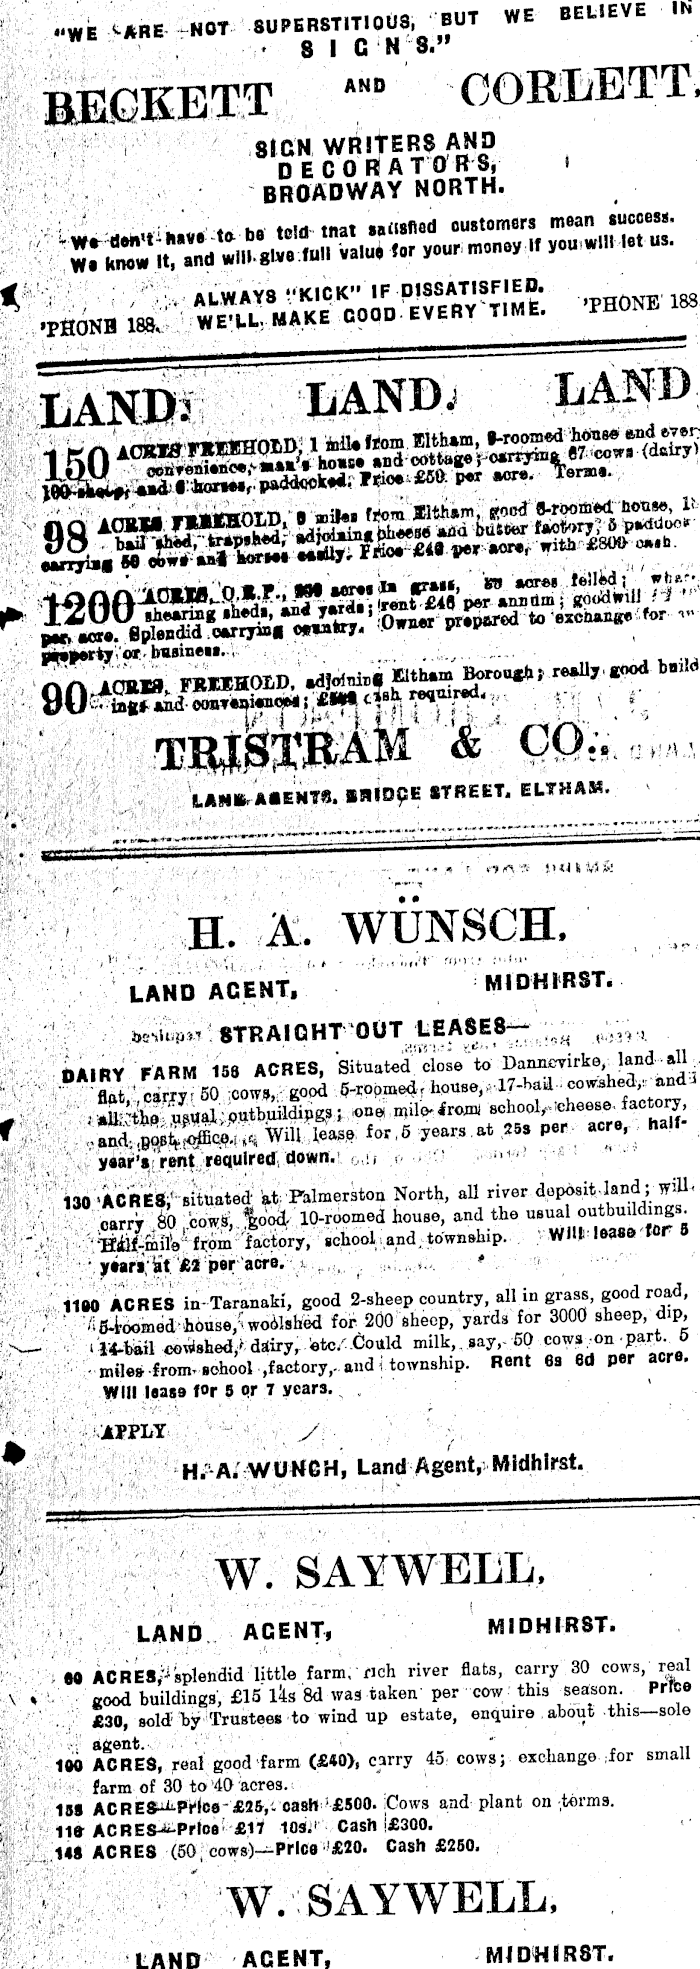 "WE ARE NOT SUPERSTITIOUS, BUT WE BELIEVE IN
SIGNS."
BECKETT AND CORLETT,
SIGN WRITERS AND
DECORATORS,
BROADWAY NORTH.
We don't have to be told that satisfied customers mean success.
We know it, and will give full value for your money if you will let us.
ALWAYS "KICK" IF DISSATISFIED.
'PHONE 188. WE'LL MAKE GOOD EVERY TIME. 'PHONE 188
LAND. LAND. LAND
150 ACRES FREEHOLD, 1 mile from Eltham, 9-roomed house and every
convenience, man's house and cottage; carrying 67 cows (dairy)
100 sheep, and 6 horses, paddocked. Price £50 per acre. Terms.
98 ACRES FREEHOLD, 6 miles from Eltham, good 6-roomed house,
bail shed, trapshed, adjoining cheese and butter factory, 5 paddock
carrying 50 cows and horses easily. Price £40 per acre, with £800 cash.
1200 ACRES, O.R.P., acres in grass, acres felled;
shearing sheds, and yards; rent £46 per annum; goodwill
per acre. Splendid carrying country. Owner prepared to exchange for
property or business.
90 ACRES, FREEHOLD, adjoining Eltham Borough; really good build
ings and conveniences; cash required.
TRISTRAM & CO.,
LAND AGENTS, BRIDGE STREET, ELTHAM.
H. A. WÜNSCH,
LAND AGENT, MIDHIRST.
STRAIGHT OUT LEASES—
DAIRY FARM 156 ACRES, Situated close to Dannevirke, land all
flat, carry 50 cows, good 5-roomed house, 17-bail cowshed, and
all the usual outbuildings; one mile from school, cheese factory,
and post office. Will lease for 5 years at 25s per acre, half-
year's rent required down.
130 ACRES, situated at Palmerston North, all river deposit land; will
carry 80 cows, good 10-roomed house, and the usual outbuildings.
Half-mile from factory, school and township. Will lease for 5
years at £2 per acre.
1100 ACRES in Taranaki, good 2-sheep country, all in grass, good road,
5-roomed house, woolshed for 200 sheep, yards for 3000 sheep, dip,
14-bail cowshed, dairy, etc. Could milk, say, 50 cows on part. 5
miles from school ,factory, and township. Rent 6s 6d per acre.
Will lease for 5 or 7 years.
APPLY
H. A. WUNCH, Land Agent, Midhirst.
W. SAYWELL,
LAND AGENT, MIDHIRST.
60 ACRES, splendid little farm, rich river flats, carry 30 cows, real
good buildings, £15 14s 8d was taken per cow this season. Price
£30, sold by Trustees to wind up estate, enquire about this—sole
agent.
100 ACRES, real good farm (£40), carry 45 cows; exchange for small
farm of 30 to 40 acres.
158 ACRES—Price £25, cash £500. Cows and plant on terms.
116 ACRES—Price £17 10s. Cash £300.
148 ACRES (50 cows)—Price £20. Cash £250.
W. SAYWELL,
LAND AGENT, MIDHIRST.